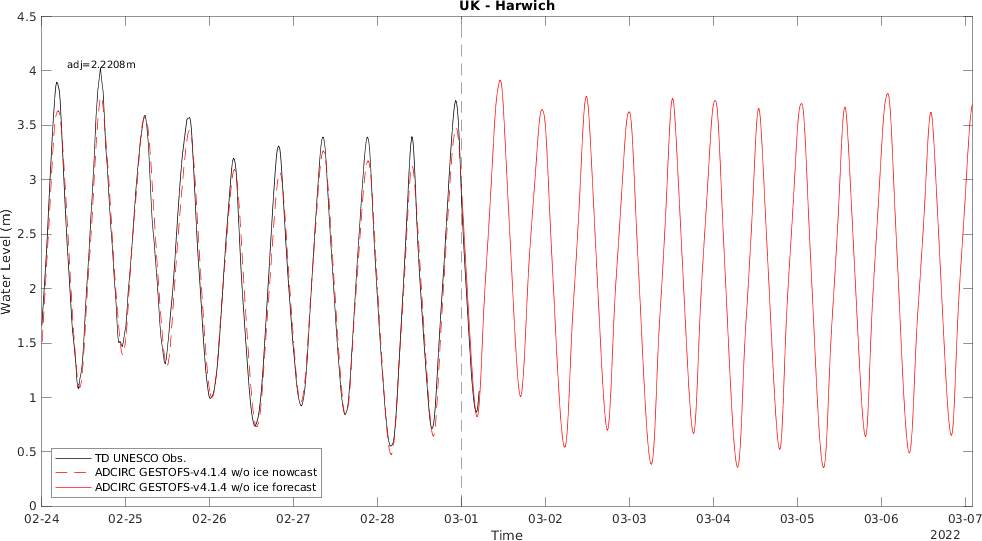 UK - Harwich
4.5
4
3.5
3
2.5
2
1.5
1
0.5
0
Water Level (m)
adj=2.2208m
TD UNESCO Obs.
ADCIRC GESTOFS-v4.1.4 w/o ice nowcast
ADCIRC GESTOFS-v4.1.4 w/o ice forecast
02-24 02-25 02-26 02-27 02-28 03-01 03-02 03-03 03-04 03-05 03-06 03-07
Time
2022